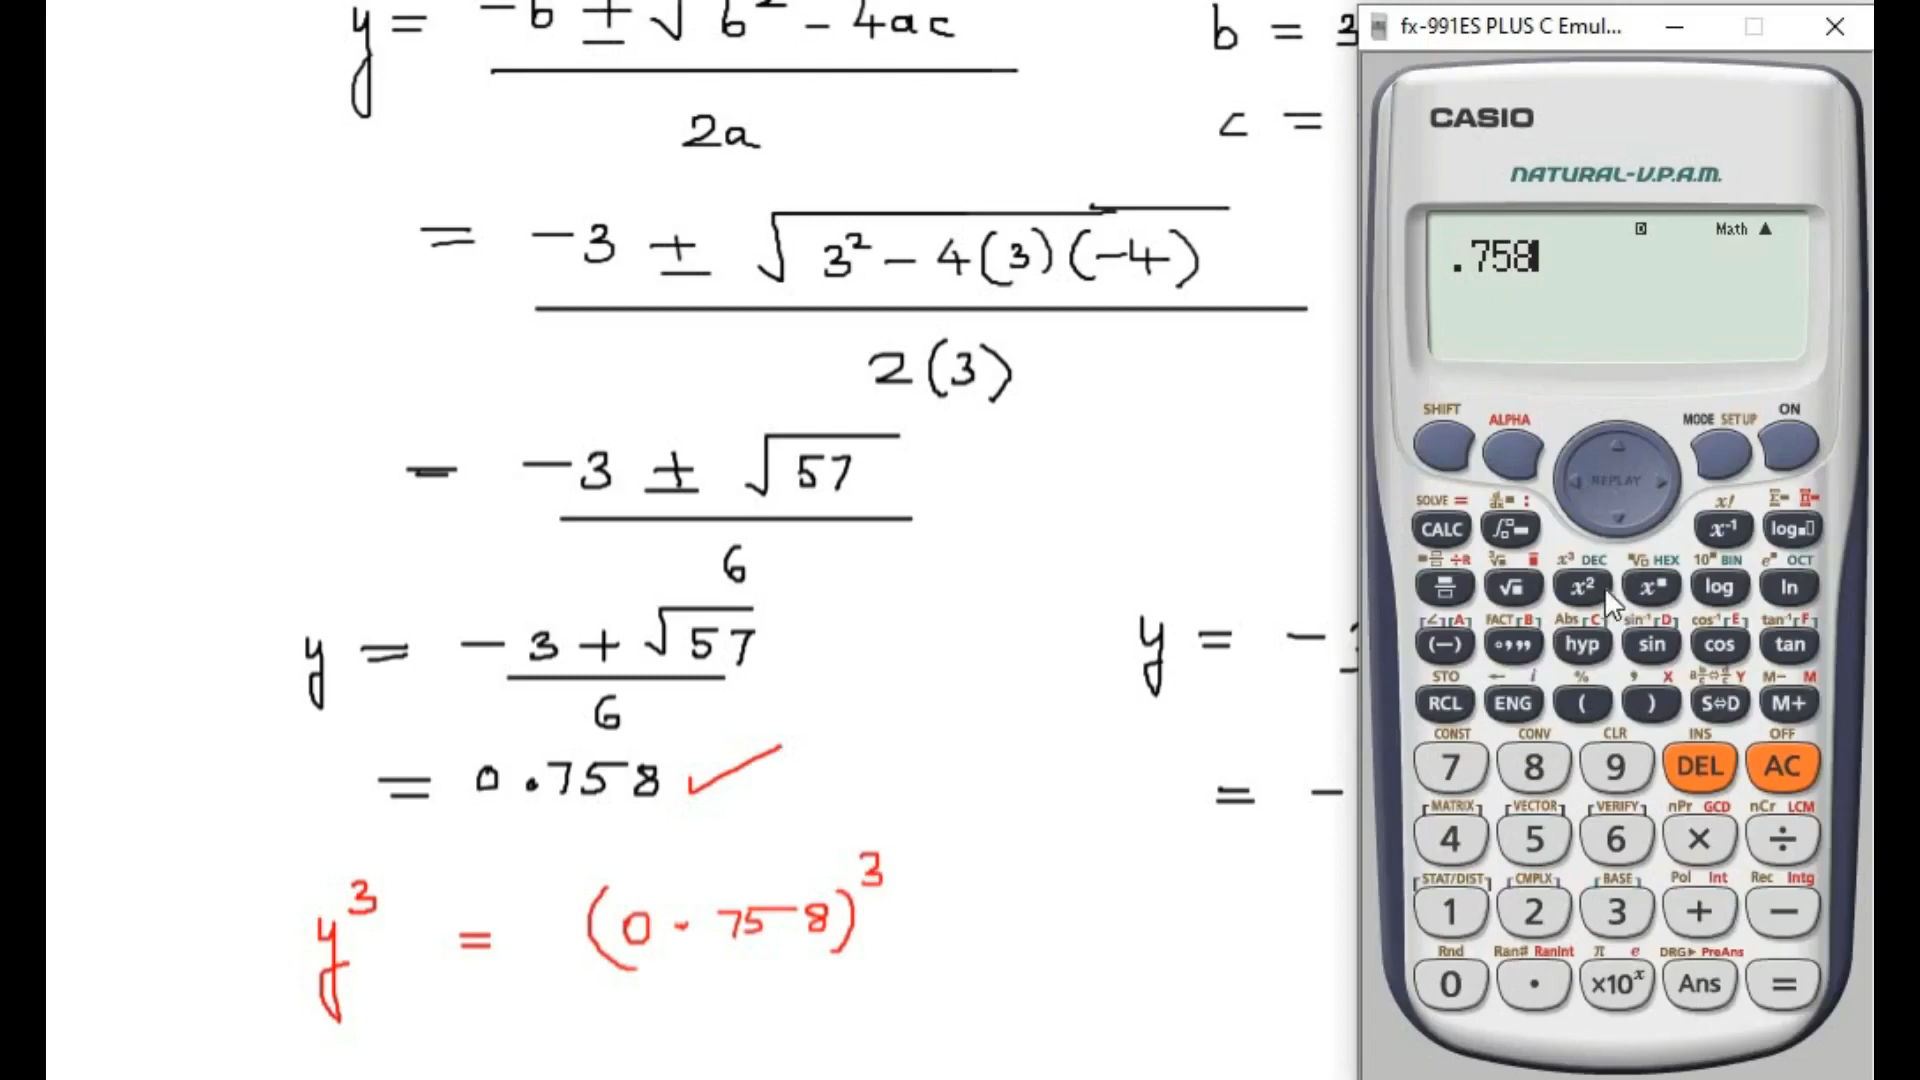 y = -b ± √b² - 4ac
2a
b = 3
c =
= -3 ± √3² - 4(3)(-4)
2(3)
= -3 ± √57
6
y = -3 + √57
6
= 0.758 ✓
y = -
= -
y³ = (0.758)³
fx-991ES PLUS C Emul...
CASIO
NATURAL-V.P.A.M.
D Math ▲
.758
SHIFT ALPHA MODE SETUP ON
REPLAY
SOLVE = d/dx : x! Σ Π
CALC ∫ x⁻¹ log
÷R ³√ x³ DEC HEX 10 BIN e OCT
√ x² x log ln
∠ A FACT B Abs C sin⁻¹ D cos⁻¹ E tan⁻¹ F
(−) °,,, hyp sin cos tan
STO ← i % , X Y M− M
RCL ENG ( ) S⇔D M+
CONST CONV CLR INS OFF
7 8 9 DEL AC
MATRIX VECTOR VERIFY nPr GCD nCr LCM
4 5 6 × ÷
STAT/DIST CMPLX BASE Pol Int Rec Intg
1 2 3 + −
Rnd Ran# RanInt π e DRG▶ PreAns
0 . ×10ˣ Ans =